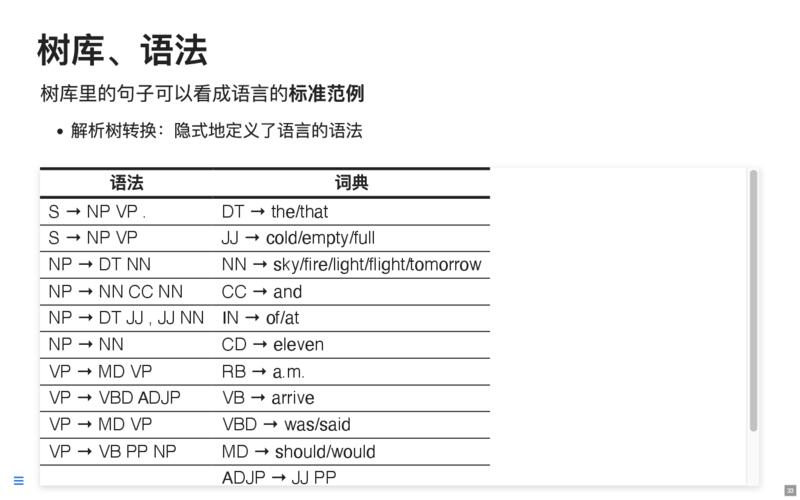 树库、语法
树库里的句子可以看成语言的标准范例
• 解析树转换：隐式地定义了语言的语法
语法 词典
S → NP VP . DT → the/that
S → NP VP JJ → cold/empty/full
NP → DT NN NN → sky/fire/light/flight/tomorrow
NP → NN CC NN CC → and
NP → DT JJ , JJ NN IN → of/at
NP → NN CD → eleven
VP → MD VP RB → a.m.
VP → VBD ADJP VB → arrive
VP → MD VP VBD → was/said
VP → VB PP NP MD → should/would
ADJP → JJ PP
33